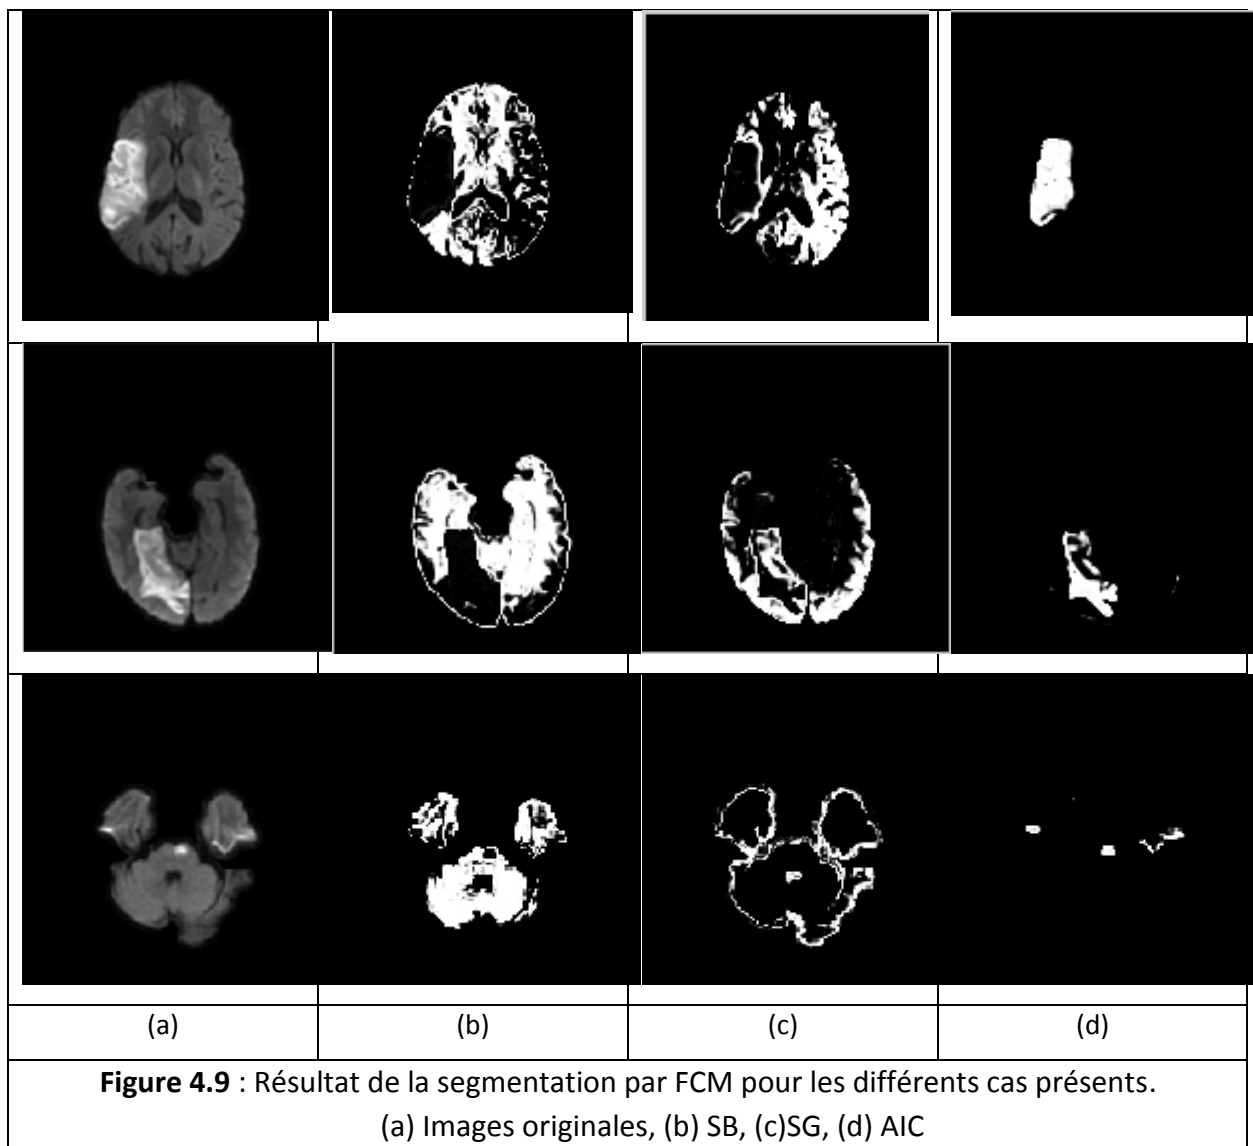 (a) (b) (c) (d)
Figure 4.9 : Résultat de la segmentation par FCM pour les différents cas présents.
(a) Images originales, (b) SB, (c)SG, (d) AIC